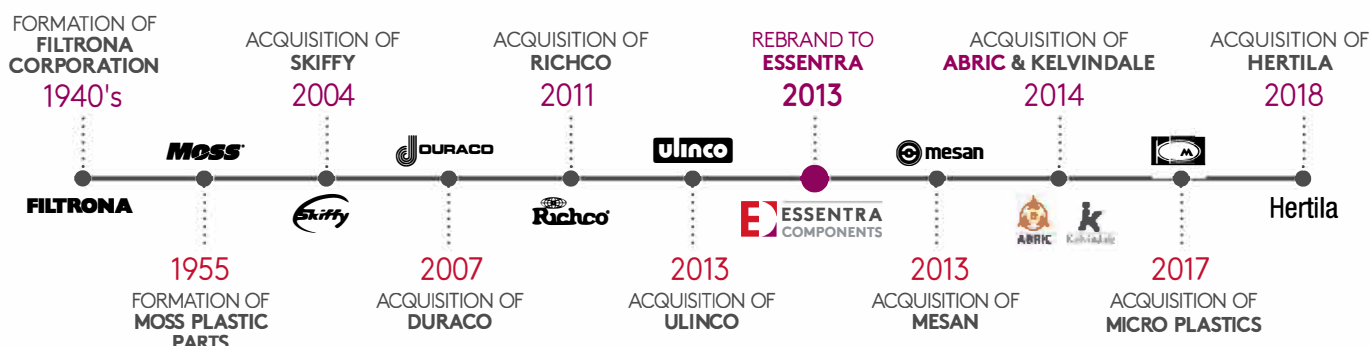 FORMATION OF
FILTRONA
CORPORATION
1940's
ACQUISITION OF
SKIFFY
2004
ACQUISITION OF
RICHCO
2011
REBRAND TO
ESSENTRA
2013
ACQUISITION OF
ABRIC & KELVINDALE
2014
ACQUISITION OF
HERTILA
2018
Moss
DURACO
ulinco
mesan
M
FILTRONA
Skiffy
Richco
ESSENTRA
COMPONENTS
ABRIC
Kelvindale
Hertila
1955
FORMATION OF
MOSS PLASTIC
PARTS
2007
ACQUISITION OF
DURACO
2013
ACQUISITION OF
ULINCO
2013
ACQUISITION OF
MESAN
2017
ACQUISITION OF
MICRO PLASTICS